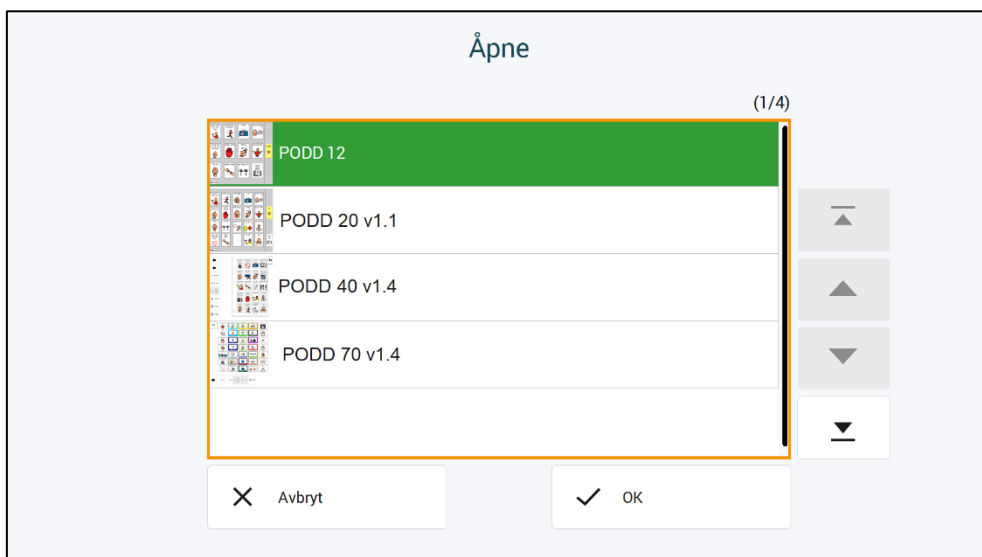 Åpne
(1/4)
PODD 12
PODD 20 v1.1
PODD 40 v1.4
PODD 70 v1.4
Avbryt
OK